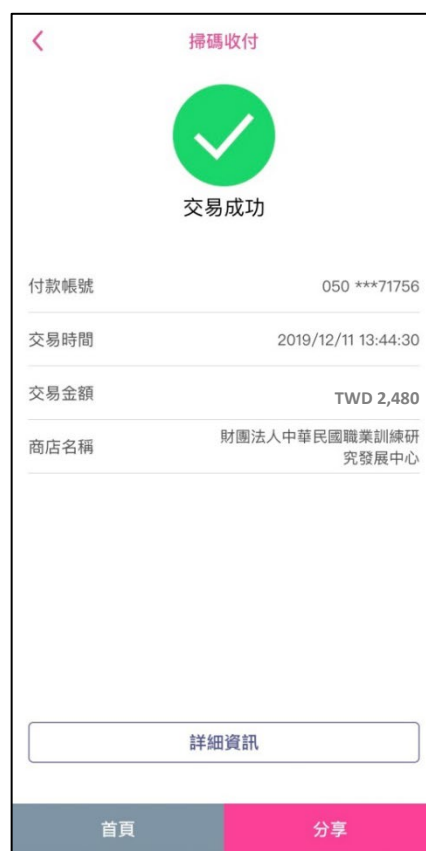 掃碼收付
交易成功
付款帳號 050 ***71756
交易時間 2019/12/11 13:44:30
交易金額 TWD 2,480
商店名稱 財團法人中華民國職業訓練研
究發展中心
詳細資訊
首頁 分享